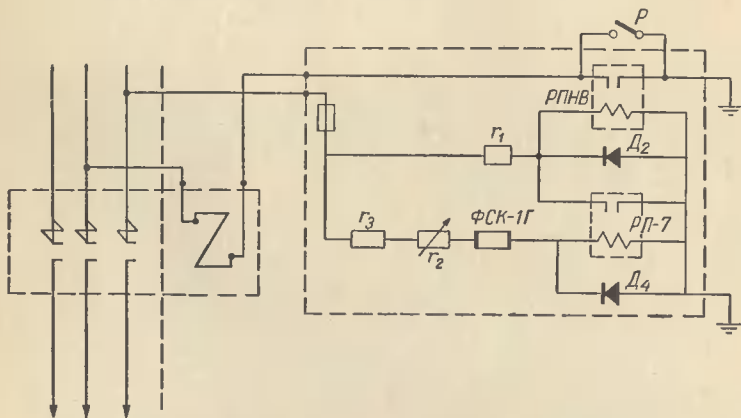 Р
РПНВ
r₁
Д₂
r₃
r₂
ФСК-1Г
РП-7
Д₄